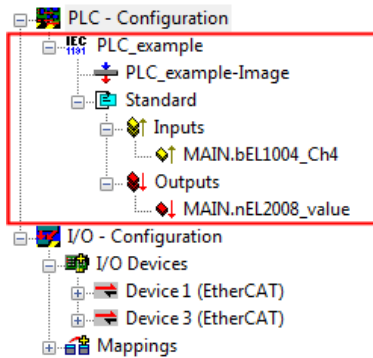 PLC - Configuration
IEC
1131
PLC_example
PLC_example-Image
Standard
Inputs
MAIN.bEL1004_Ch4
Outputs
MAIN.nEL2008_value
I/O - Configuration
I/O Devices
Device 1 (EtherCAT)
Device 3 (EtherCAT)
Mappings